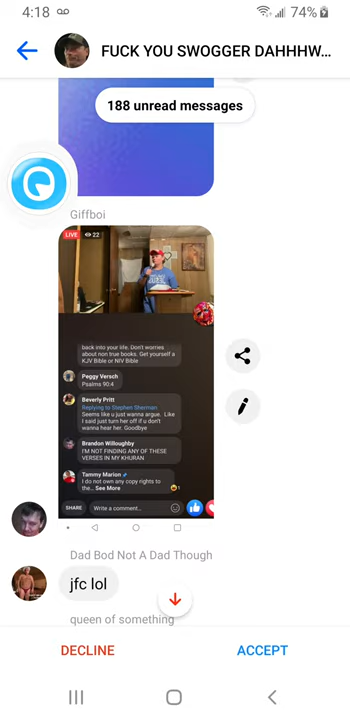 4:18
74%
FUCK YOU SWOGGER DAHHHW...
188 unread messages
Giffboi
LIVE 22
back into your life. Don't worries
about non true books. Get yourself a
KJV Bible or NIV Bible
Peggy Versch
Psalms 90:4
Beverly Pritt
Replying to Stephen Sherman
Seems like u just wanna argue. Like
I said just turn her off if u don't
wanna hear her. Goodbye
Brandon Willoughby
I'M NOT FINDING ANY OF THESE
VERSES IN MY KHURAN
Tammy Marion
I do not own any copy rights to
the... See More
1
SHARE
Write a comment...
Dad Bod Not A Dad Though
jfc lol
queen of something
DECLINE
ACCEPT